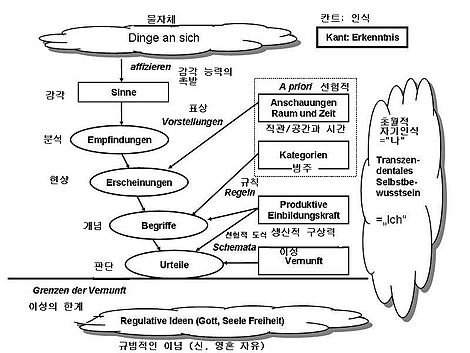 물자체
칸트: 인식
Dinge an sich
Kant: Erkenntnis
affizieren
감각 능력의
촉발
감각
Sinne
A priori 선험적
표상
Vorstellungen
Anschauungen
Raum und Zeit
직관/공간과 시간
분석
Empfindungen
초월적
자기인식
="나"
Transzen-
dentales
Selbstbe-
wusstsein
=„Ich"
Kategorien
범주
현상
Erscheinungen
규칙
Regeln
개념
Begriffe
Produktive
Einbildungskraft
선험적 도식
생산적 구상력
Schemata
이성
Vernunft
판단
Urteile
Grenzen der Vernunft
이성의 한계
Regulative Ideen (Gott, Seele Freiheit)
규범적인 이념 (신, 영혼 자유)